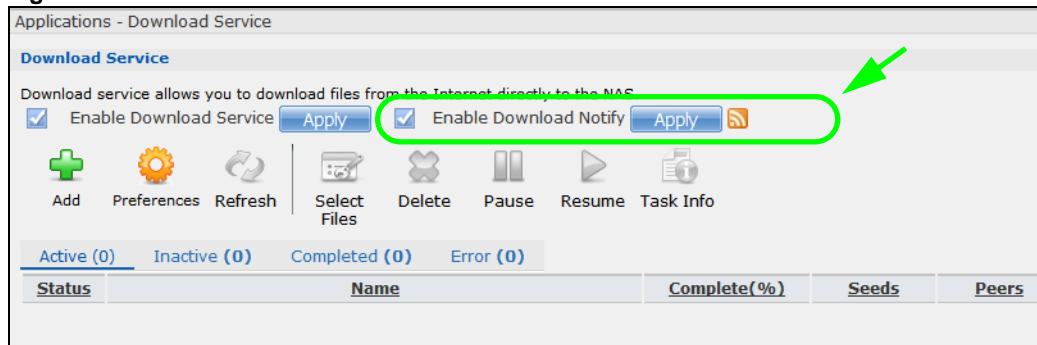 Applications - Download Service
Download Service
Download service allows you to download files from the Internet directly to the NAS
Enable Download Service Apply Enable Download Notify Apply
Add Preferences Refresh Select Files Delete Pause Resume Task Info
Active (0) Inactive (0) Completed (0) Error (0)
Status Name Complete(%) Seeds Peers